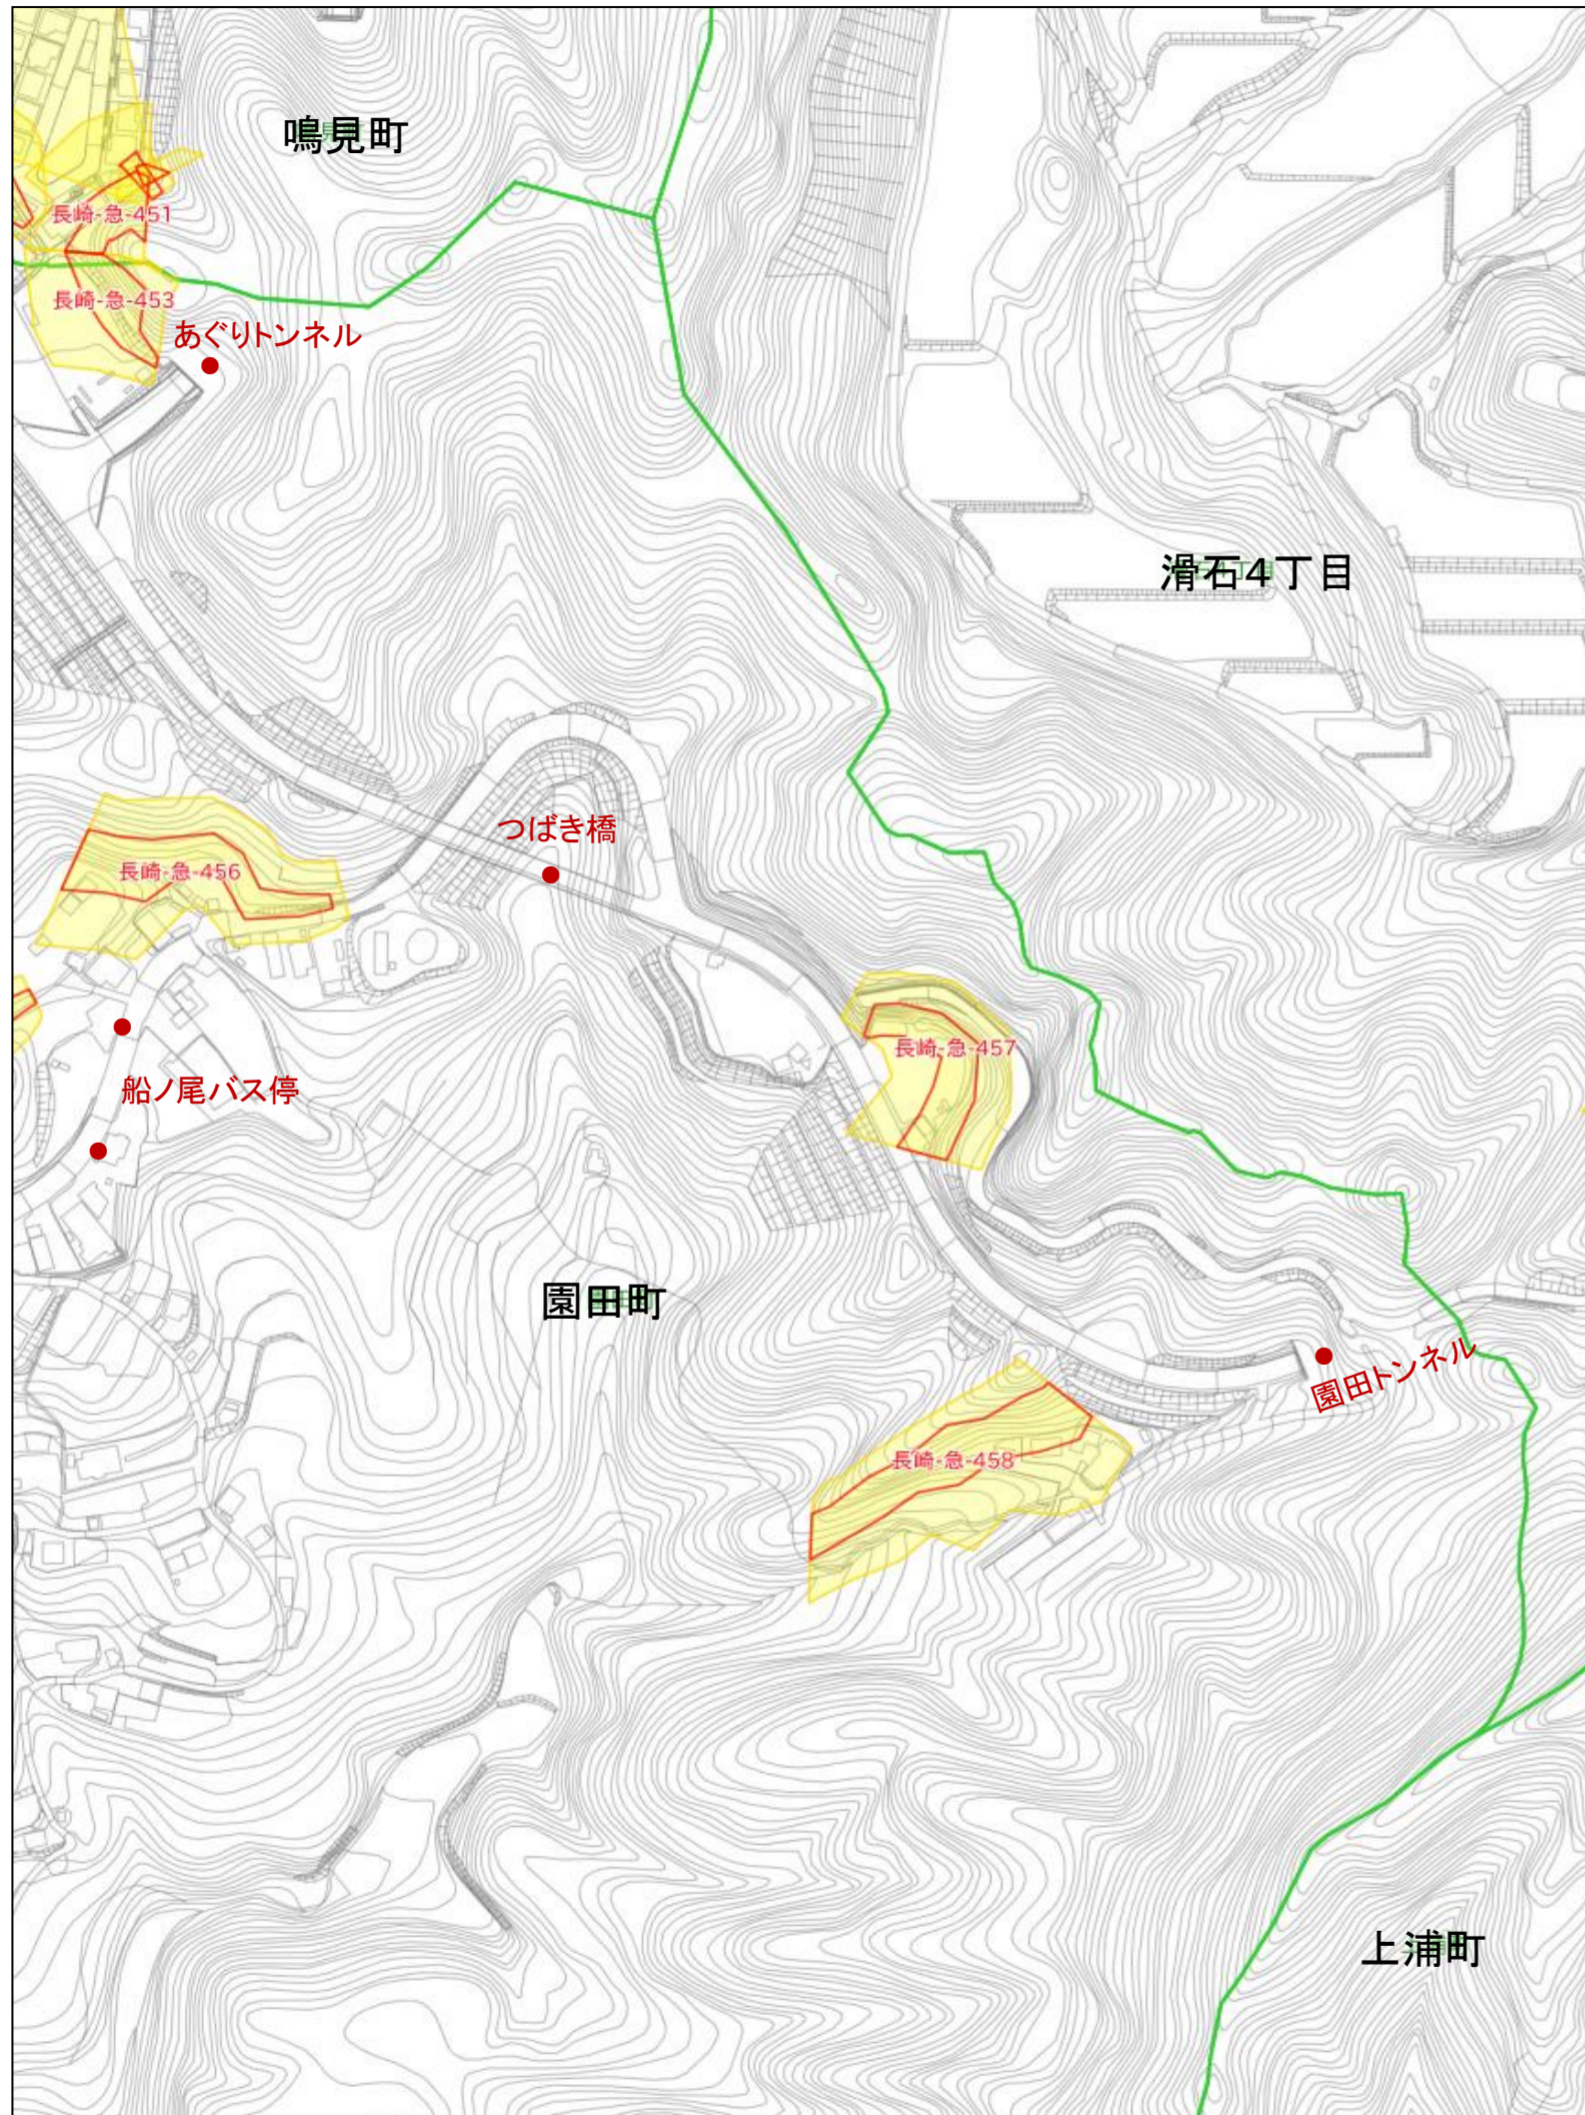 鳴見町
長崎-急-451
長崎-急-453
あぐりトンネル
滑石4丁目
つばき橋
長崎-急-456
長崎-急-457
船ノ尾バス停
園田町
園田トンネル
長崎-急-458
上浦町